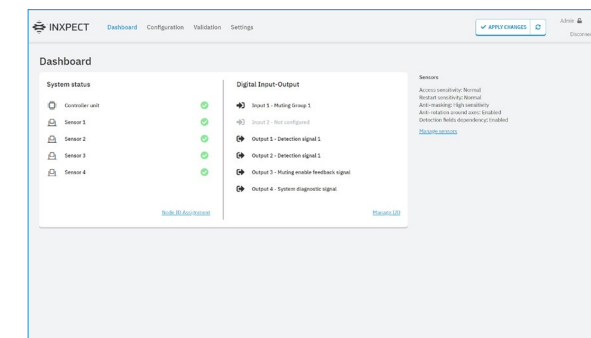 INXPECT
Dashboard
Configuration
Validation
Settings
APPLY CHANGES
Admin
Disconnec
Dashboard
System status
Controller unit
Sensor 1
Sensor 2
Sensor 3
Sensor 4
Node ID Assignment
Digital Input-Output
Input 1 - Muting Group 1
Input 2 - Not configured
Output 1 - Detection signal 1
Output 2 - Detection signal 1
Output 3 - Muting enable feedback signal
Output 4 - System diagnostic signal
Manage I/O
Sensors
Access sensitivity: Normal
Restart sensitivity: Normal
Anti-masking: High sensitivity
Anti-rotation around axes: Enabled
Detection fields dependency: Enabled
Manage sensors